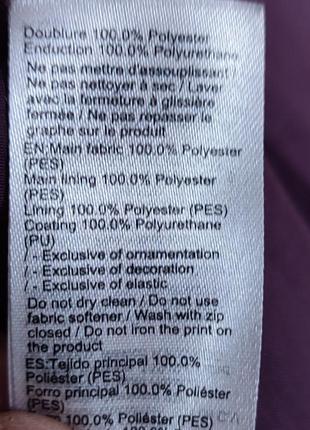 Doublure 100.0% Polyester
Enduction 100.0% Polyurethane
Ne pas mettre d'assouplissant /
Ne pas nettoyer à sec / Laver
avec la fermeture à glissière
fermée / Ne pas repasser le
graphe sur le produit
EN:Main fabric 100.0% Polyester
(PES)
Main lining 100.0% Polyester
(PES)
Lining 100.0% Polyester (PES)
Coating 100.0% Polyurethane
(PU)
/ - Exclusive of ornamentation
/ - Exclusive of decoration
/ - Exclusive of elastic
Do not dry clean / Do not use
fabric softener / Wash with zip
closed / Do not iron the print on
the product
ES:Tejido principal 100.0%
Poliéster (PES)
Forro principal 100.0% Poliéster
(PES)
100.0% Poliéster (PES)